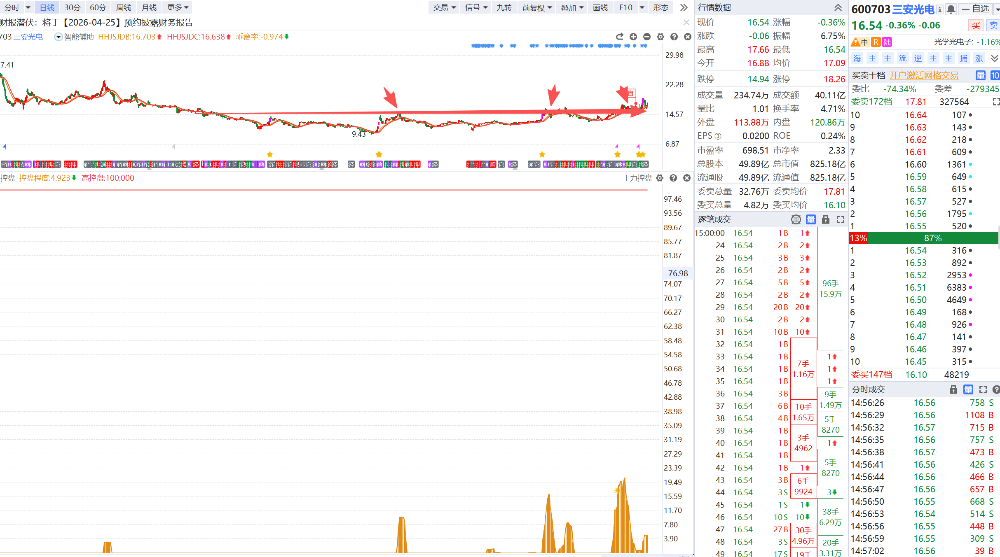 分时 日线 30分 60分 周线 月线 更多 交易 信号 九转 前复权 叠加 画线 F10 形态
财报潜伏：将于【2026-04-25】预约披露财务报告
703 三安光电 智能辅助 HHJSJDB:16.703 HHJSJDC:16.638 乖离率:-0.974
29.98
7.41
22.28
自
14.57
9.43
6.87
控盘 控盘程度:4.923 高控盘:100.000 主力控盘
97.46
93.56
89.67
85.77
81.87
76.98
74.07
70.17
66.27
62.38
58.48
54.58
50.68
46.78
42.88
38.98
35.09
31.19
27.29
23.39
19.49
15.59
11.70
7.80
3.90
行情数据
现价 16.54 涨幅 -0.36%
涨跌 -0.06 振幅 6.75%
最高 17.66 最低 16.54
今开 16.88 均价 17.09
跌停 14.94 涨停 18.26
成交量 234.74万 成交额 40.11亿
量比 1.01 换手率 4.71%
外盘 113.88万 内盘 120.86万
EPS③ 0.0200 ROE 0.24%
市盈率 698.51 市净率 2.33
总股本 49.89亿 总市值 825.18亿
流通股 49.89亿 流通值 825.18亿
委卖总量 32.76万 委卖均价 17.81
委买总量 4.82万 委买均价 16.10
逐笔成交 单 量
15:00:00 16.54 1 B 1
24 16.54 2 B 2
25 16.54 3 B 3
26 16.54 2 B 2
27 16.54 5 B 5
28 16.54 2 B 2
29 16.54 20 B 20
30 16.54 2 B 2
31 16.54 10 B 10
32 16.54 1 B
33 16.54 1 B 1
34 16.54 1 B 1
35 16.54 1 B 1
36 16.54 3 B
37 16.54 6 B
38 16.54 4 B
39 16.54 1 B
40 16.54 1 B 1
41 16.54 1 B
42 16.54 1 B 1
43 16.54 3 B
44 16.54 3 S 3
45 16.54 1 S 1
46 16.54 10 S 10
47 16.54 27 B
48 16.54 3 S
49 16.54 17 S
7手
1.16万
10手
1.65万
3手
4962
6手
9924
30手
4.96万
19手
96手
15.9万
9手
1.49万
5手
8270
5手
8270
38手
6.29万
20手
3.31万
600703 三安光电 自选
16.54 -0.36% -0.06 买 卖
中 R 陆 光学光电子: -1.16%
海 主 主 流 逆 主 主 捕 涨
买卖十档 开户激活网格交易 量 10
委比 -74.34% 委差 -279345
委卖172档 17.81 327564
10 16.64 107
9 16.63 143
8 16.62 218
7 16.61 609
6 16.60 1361
5 16.59 649
4 16.58 615
3 16.57 527
2 16.56 1795
1 16.55 520
13% 87%
1 16.54 316
2 16.53 892
3 16.52 2953
4 16.51 6383
5 16.50 4649
6 16.49 168
7 16.48 926
8 16.47 141
9 16.46 397
10 16.45 315
委买147档 16.10 48219
分时成交 量
14:56:26 16.56 758 S
14:56:29 16.56 1108 B
14:56:32 16.57 715 B
14:56:35 16.56 757 S
14:56:38 16.57 473 B
14:56:41 16.56 426 S
14:56:44 16.56 466 B
14:56:47 16.56 657 B
14:56:50 16.55 668 S
14:56:53 16.54 514 S
14:56:56 16.55 448 B
14:56:59 16.55 309 S
14:57:02 16.56 39 B